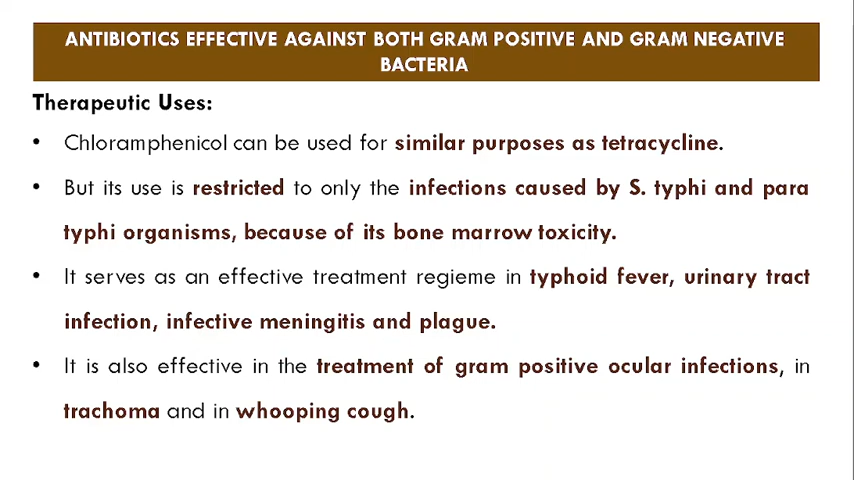 ANTIBIOTICS EFFECTIVE AGAINST BOTH GRAM POSITIVE AND GRAM NEGATIVE
BACTERIA
Therapeutic Uses:
• Chloramphenicol can be used for similar purposes as tetracycline.
• But its use is restricted to only the infections caused by S. typhi and para
typhi organisms, because of its bone marrow toxicity.
• It serves as an effective treatment regieme in typhoid fever, urinary tract
infection, infective meningitis and plague.
• It is also effective in the treatment of gram positive ocular infections, in
trachoma and in whooping cough.